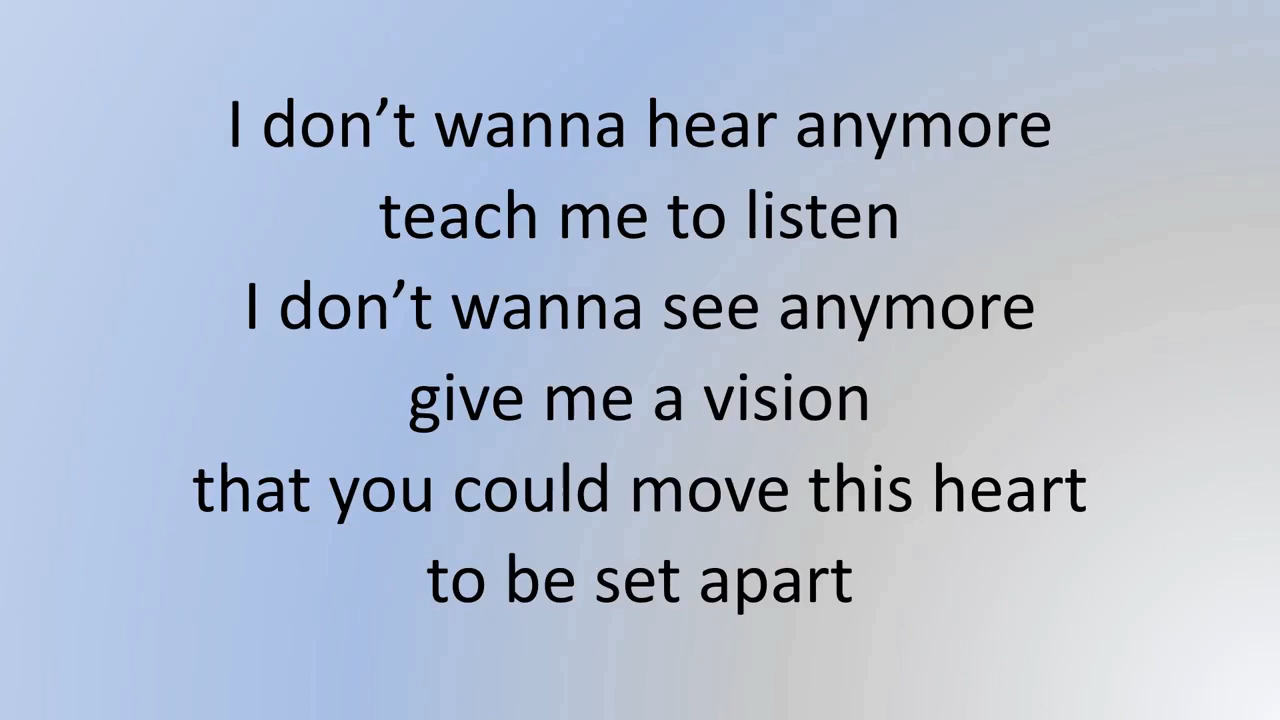 I don’t wanna hear anymore
teach me to listen
I don’t wanna see anymore
give me a vision
that you could move this heart
to be set apart